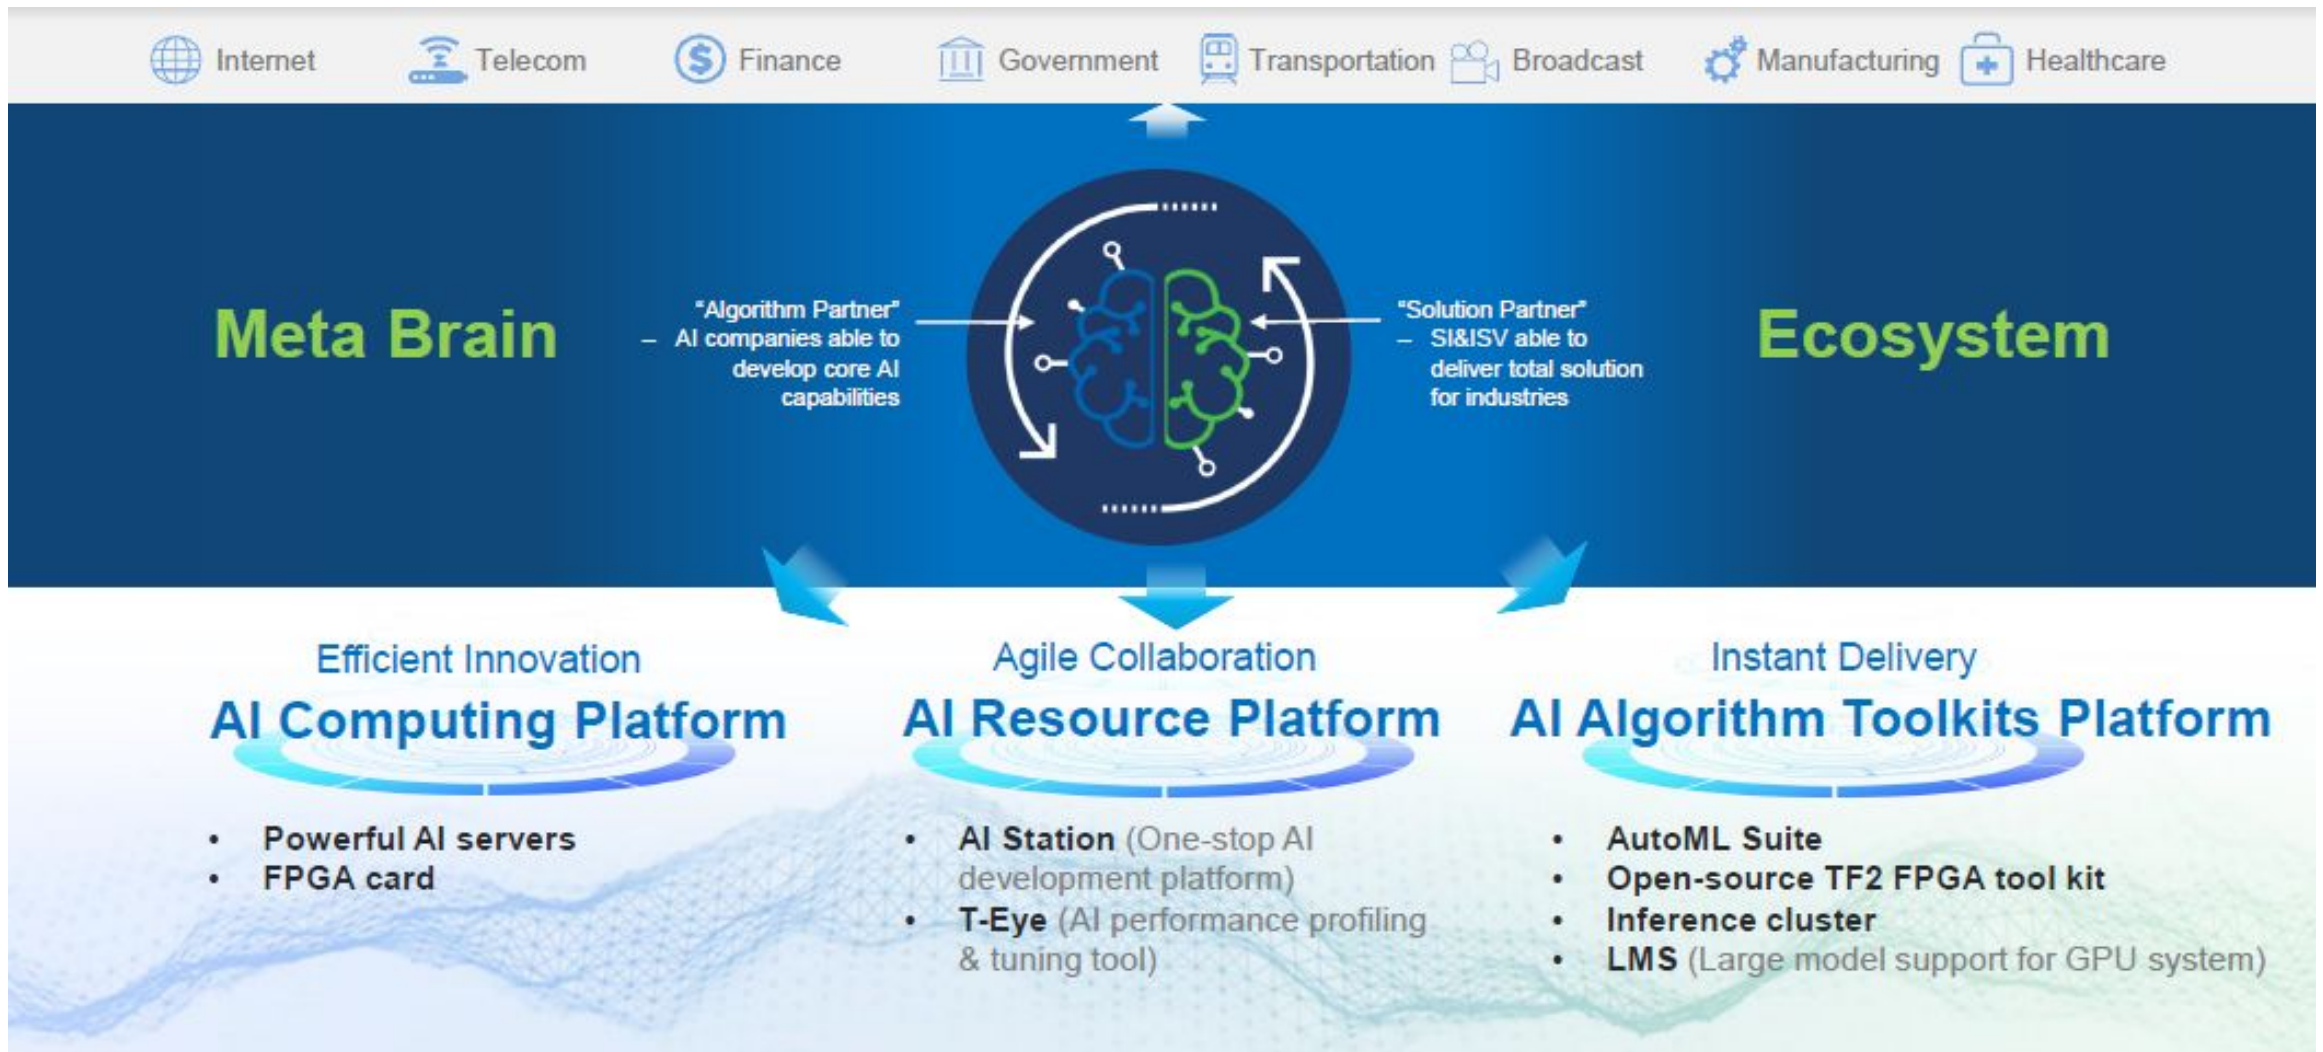 Internet Telecom Finance Government Transportation Broadcast Manufacturing Healthcare
Meta Brain
"Algorithm Partner"
– AI companies able to
develop core AI
capabilities
"Solution Partner"
– SI&ISV able to
deliver total solution
for industries
Ecosystem
Efficient Innovation
AI Computing Platform
• Powerful AI servers
• FPGA card
Agile Collaboration
AI Resource Platform
• AI Station (One-stop AI
development platform)
• T-Eye (AI performance profiling
& tuning tool)
Instant Delivery
AI Algorithm Toolkits Platform
• AutoML Suite
• Open-source TF2 FPGA tool kit
• Inference cluster
• LMS (Large model support for GPU system)